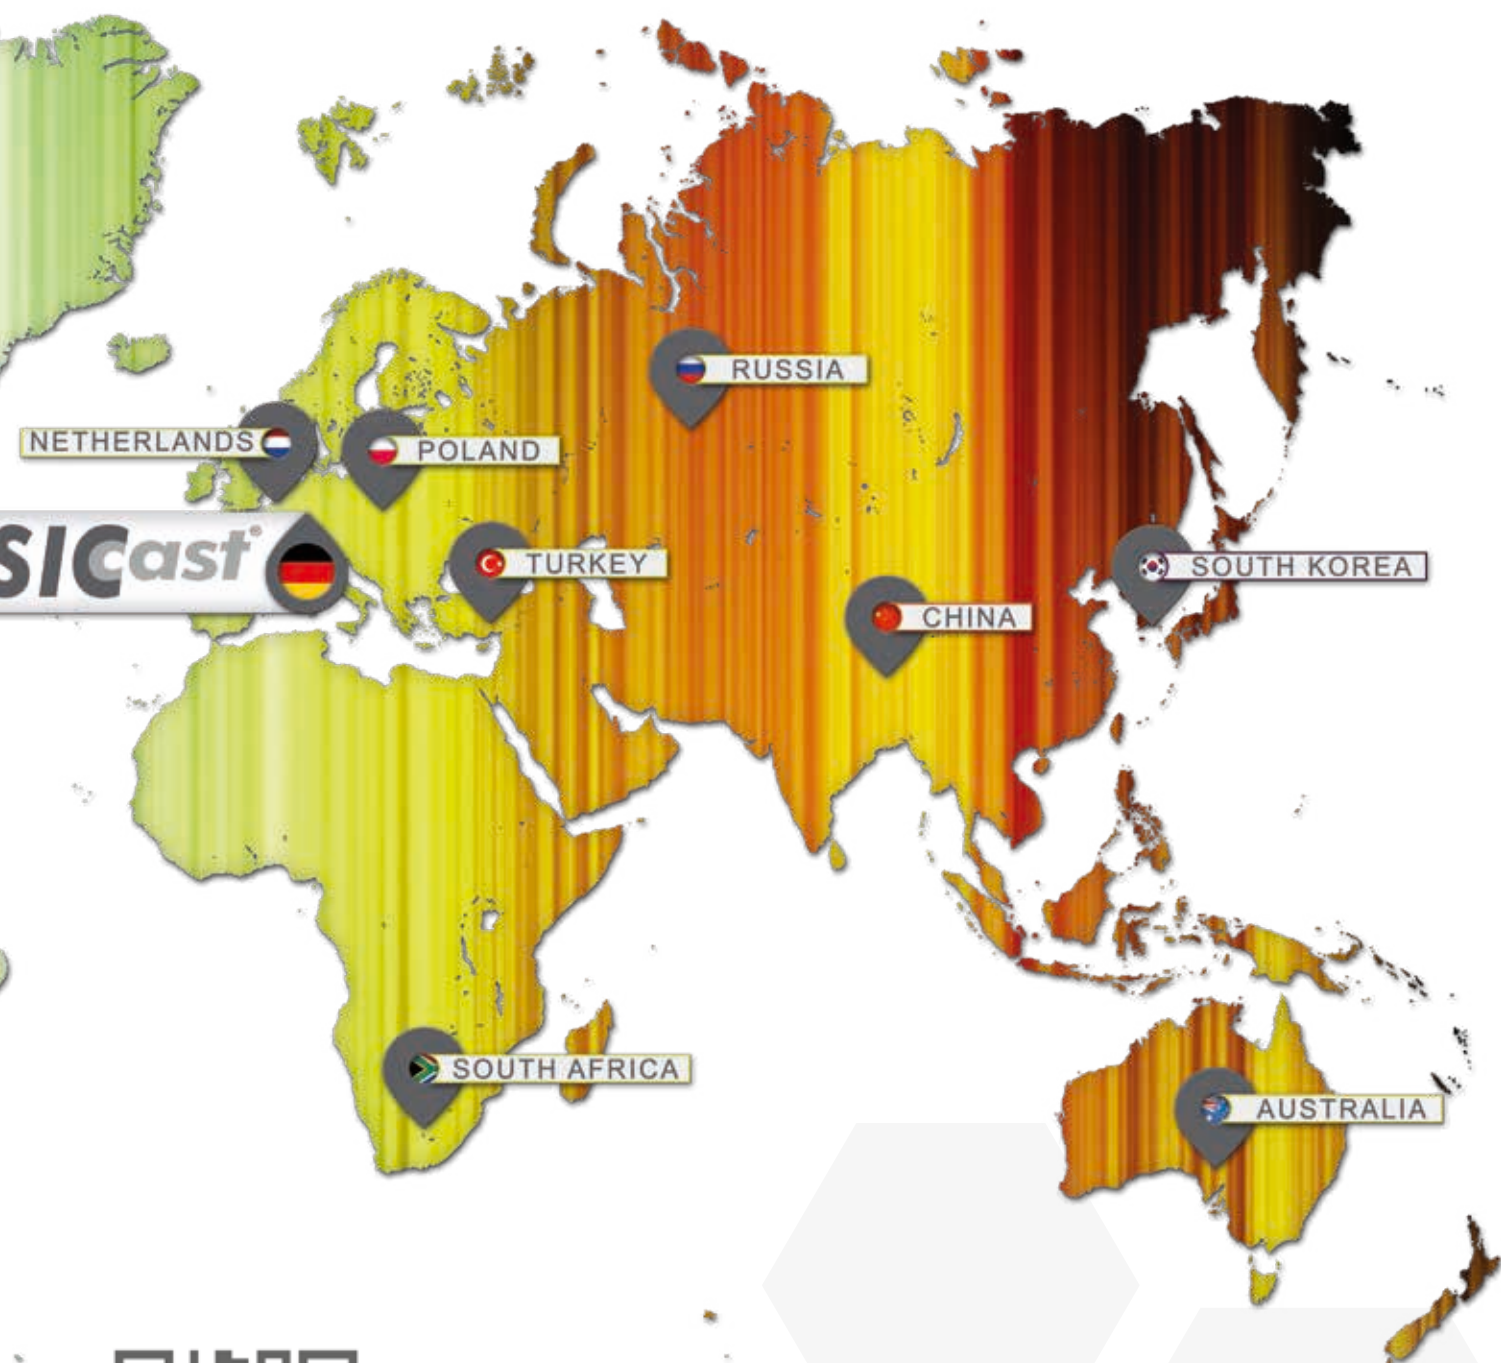 RUSSIA
NETHERLANDS
POLAND
SICast®
TURKEY
SOUTH KOREA
CHINA
SOUTH AFRICA
AUSTRALIA